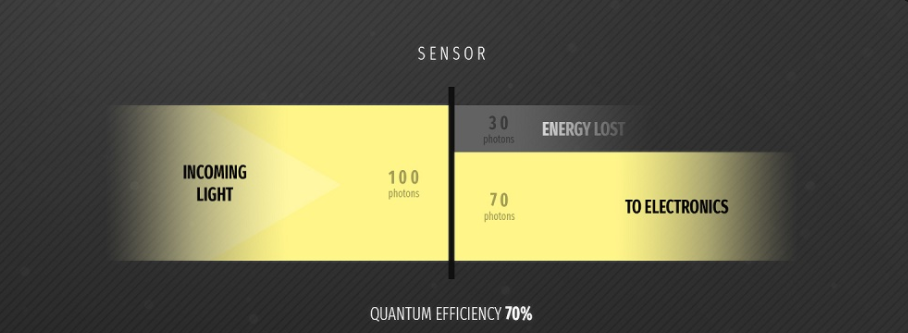 SENSOR
30
photons
ENERGY LOST
INCOMING
LIGHT
100
photons
70
photons
TO ELECTRONICS
QUANTUM EFFICIENCY 70%